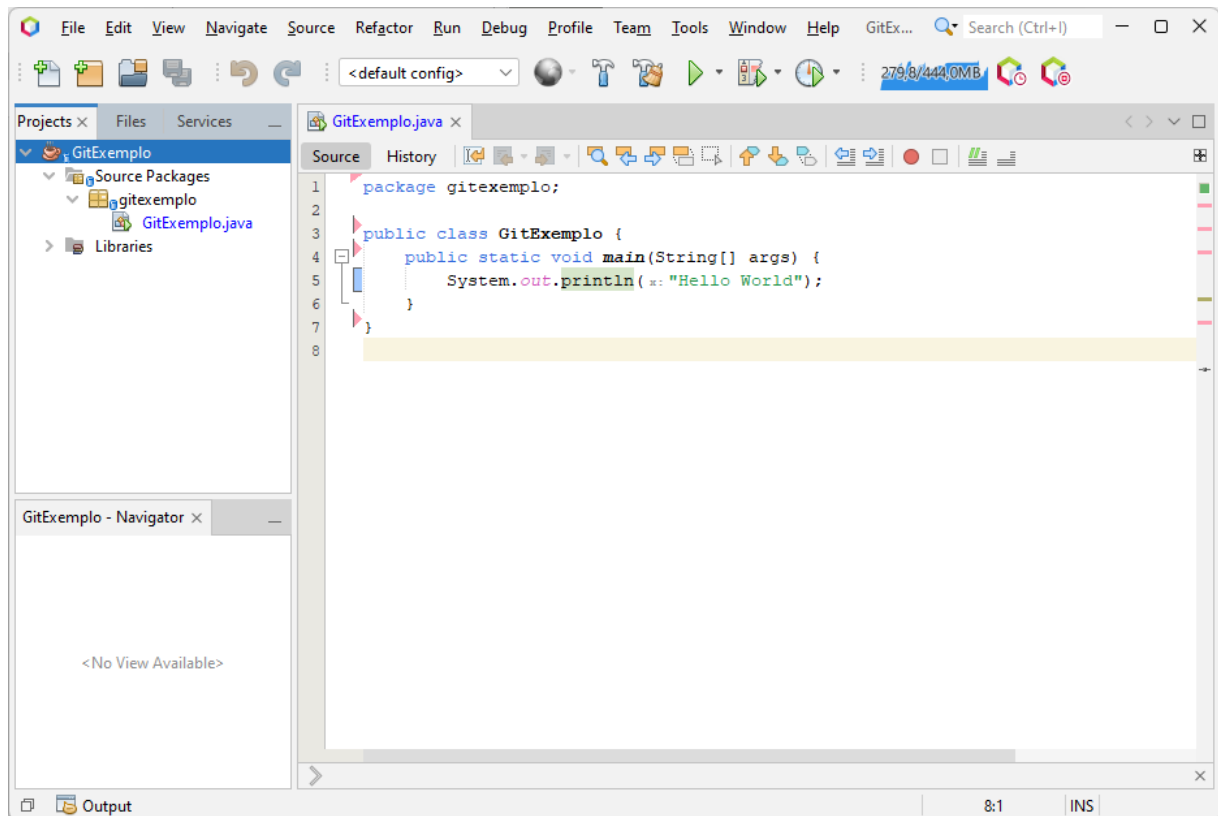 File Edit View Navigate Source Refactor Run Debug Profile Team Tools Window Help GitEx... Search (Ctrl+I)
<default config> 279,8/444,0MB
Projects Files Services
GitExemplo
Source Packages
gitexemplo
GitExemplo.java
Libraries
GitExemplo - Navigator
<No View Available>
GitExemplo.java
Source History
1 package gitexemplo;
2
3 public class GitExemplo {
4 public static void main(String[] args) {
5 System.out.println(x: "Hello World");
6 }
7 }
8
Output 8:1 INS